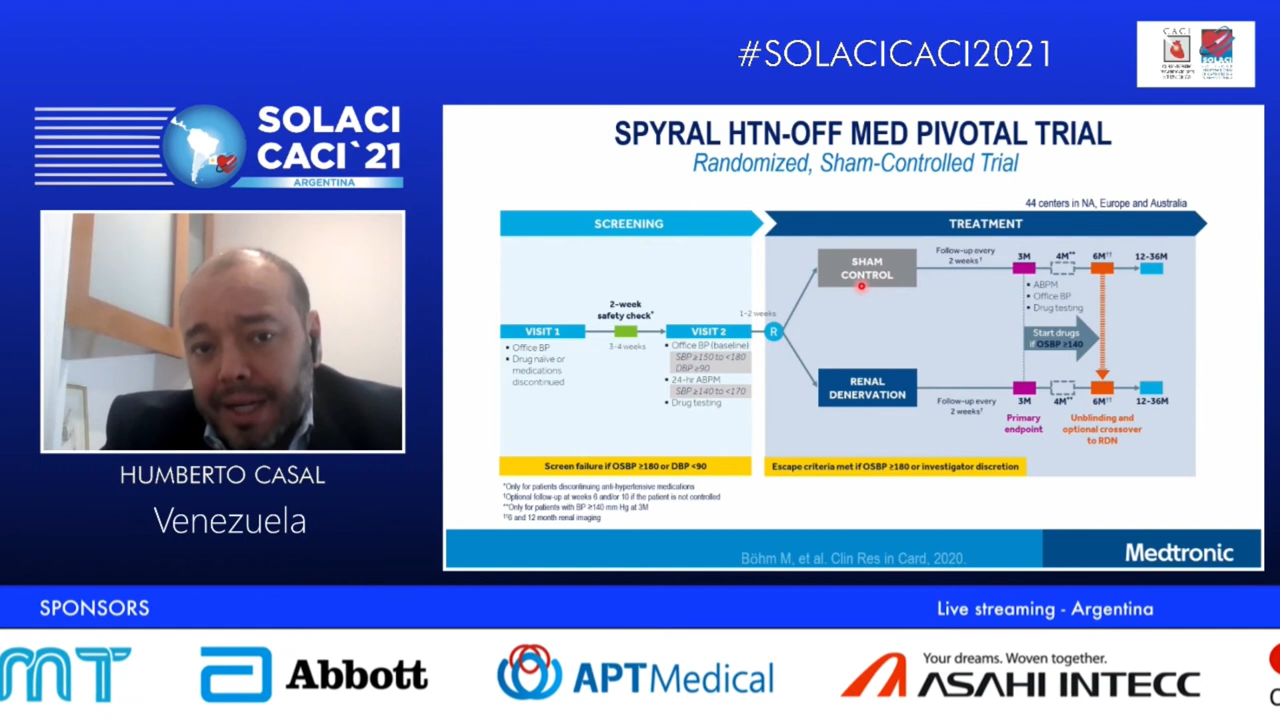 #SOLACICACI2021
CACI
SOLACI
SOLACI
CACI`21
ARGENTINA
HUMBERTO CASAL
Venezuela
SPYRAL HTN-OFF MED PIVOTAL TRIAL
Randomized, Sham-Controlled Trial
44 centers in NA, Europe and Australia
SCREENING
TREATMENT
VISIT 1
• Office BP
• Drug naïve or
medications
discontinued
2-week
safety check*
3-4 weeks
VISIT 2
• Office BP (baseline)
SBP ≥150 to <180
DBP ≥90
• 24-hr ABPM
SBP ≥140 to <170
• Drug testing
1-2 weeks
R
SHAM
CONTROL
Follow-up every
2 weeks†
3M
4M**
6M††
12-36M
• ABPM
• Office BP
• Drug testing
Start drugs
if OSBP ≥140
RENAL
DENERVATION
Follow-up every
2 weeks†
3M
4M**
6M††
12-36M
Primary
endpoint
Unblinding and
optional crossover
to RDN
Screen failure if OSBP ≥180 or DBP <90
Escape criteria met if OSBP ≥180 or investigator discretion
*Only for patients discontinuing anti-hypertensive medications
†Optional follow-up at weeks 6 and/or 10 if the patient is not controlled
**Only for patients with BP ≥140 mm Hg at 3M
††6 and 12 month renal imaging
Böhm M, et al. Clin Res in Card, 2020.
Medtronic
SPONSORS
Live streaming - Argentina
MT
Abbott
APT Medical
Your dreams. Woven together.
ASAHI INTECC